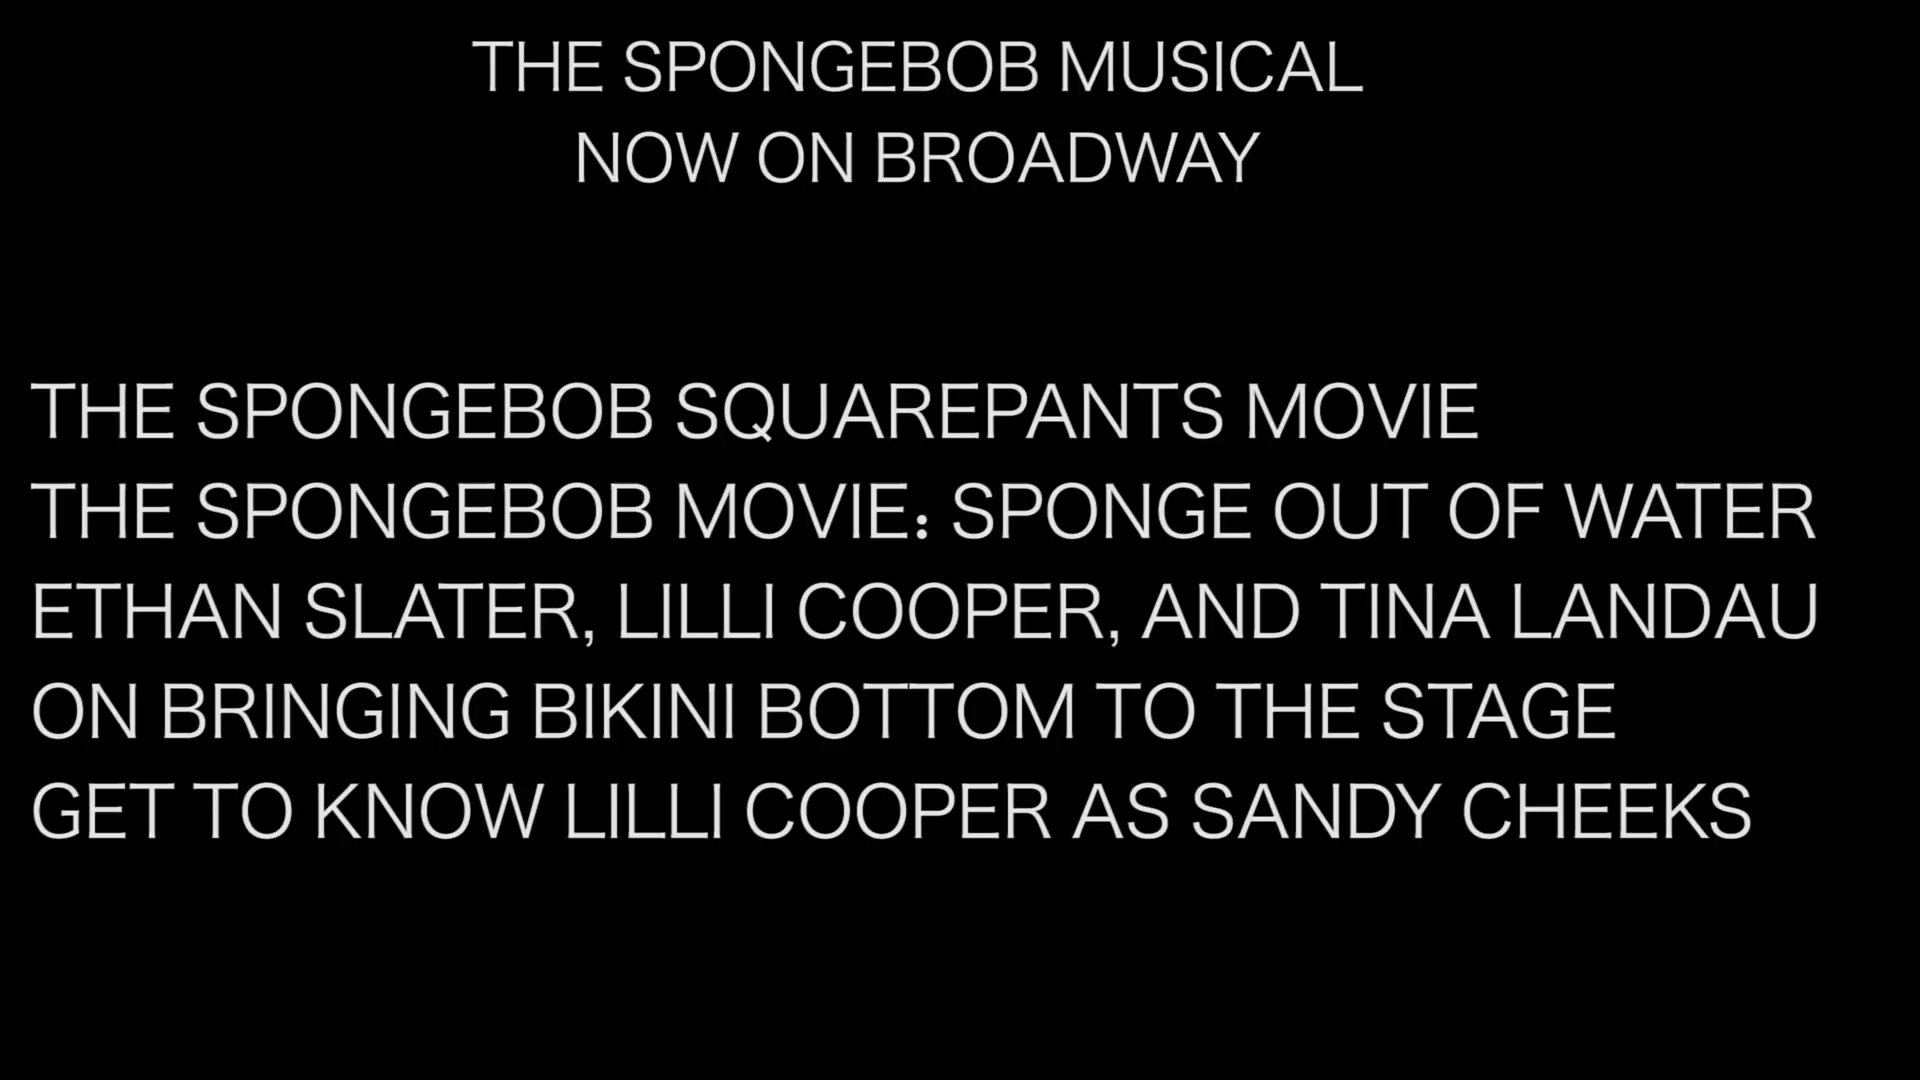 THE SPONGEBOB MUSICAL
NOW ON BROADWAY
THE SPONGEBOB SQUAREPANTS MOVIE
THE SPONGEBOB MOVIE: SPONGE OUT OF WATER
ETHAN SLATER, LILLI COOPER, AND TINA LANDAU
ON BRINGING BIKINI BOTTOM TO THE STAGE
GET TO KNOW LILLI COOPER AS SANDY CHEEKS